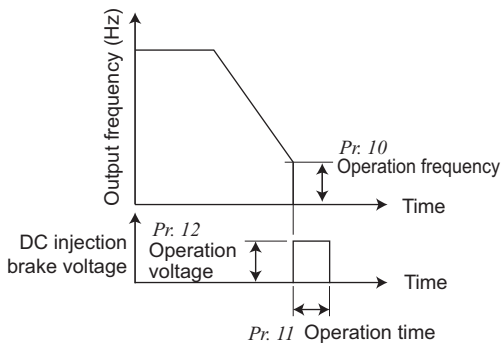 Output frequency (Hz)
Pr. 10
Operation frequency
Time
DC injection
brake voltage
Pr. 12
Operation
voltage
Time
Pr. 11 Operation time